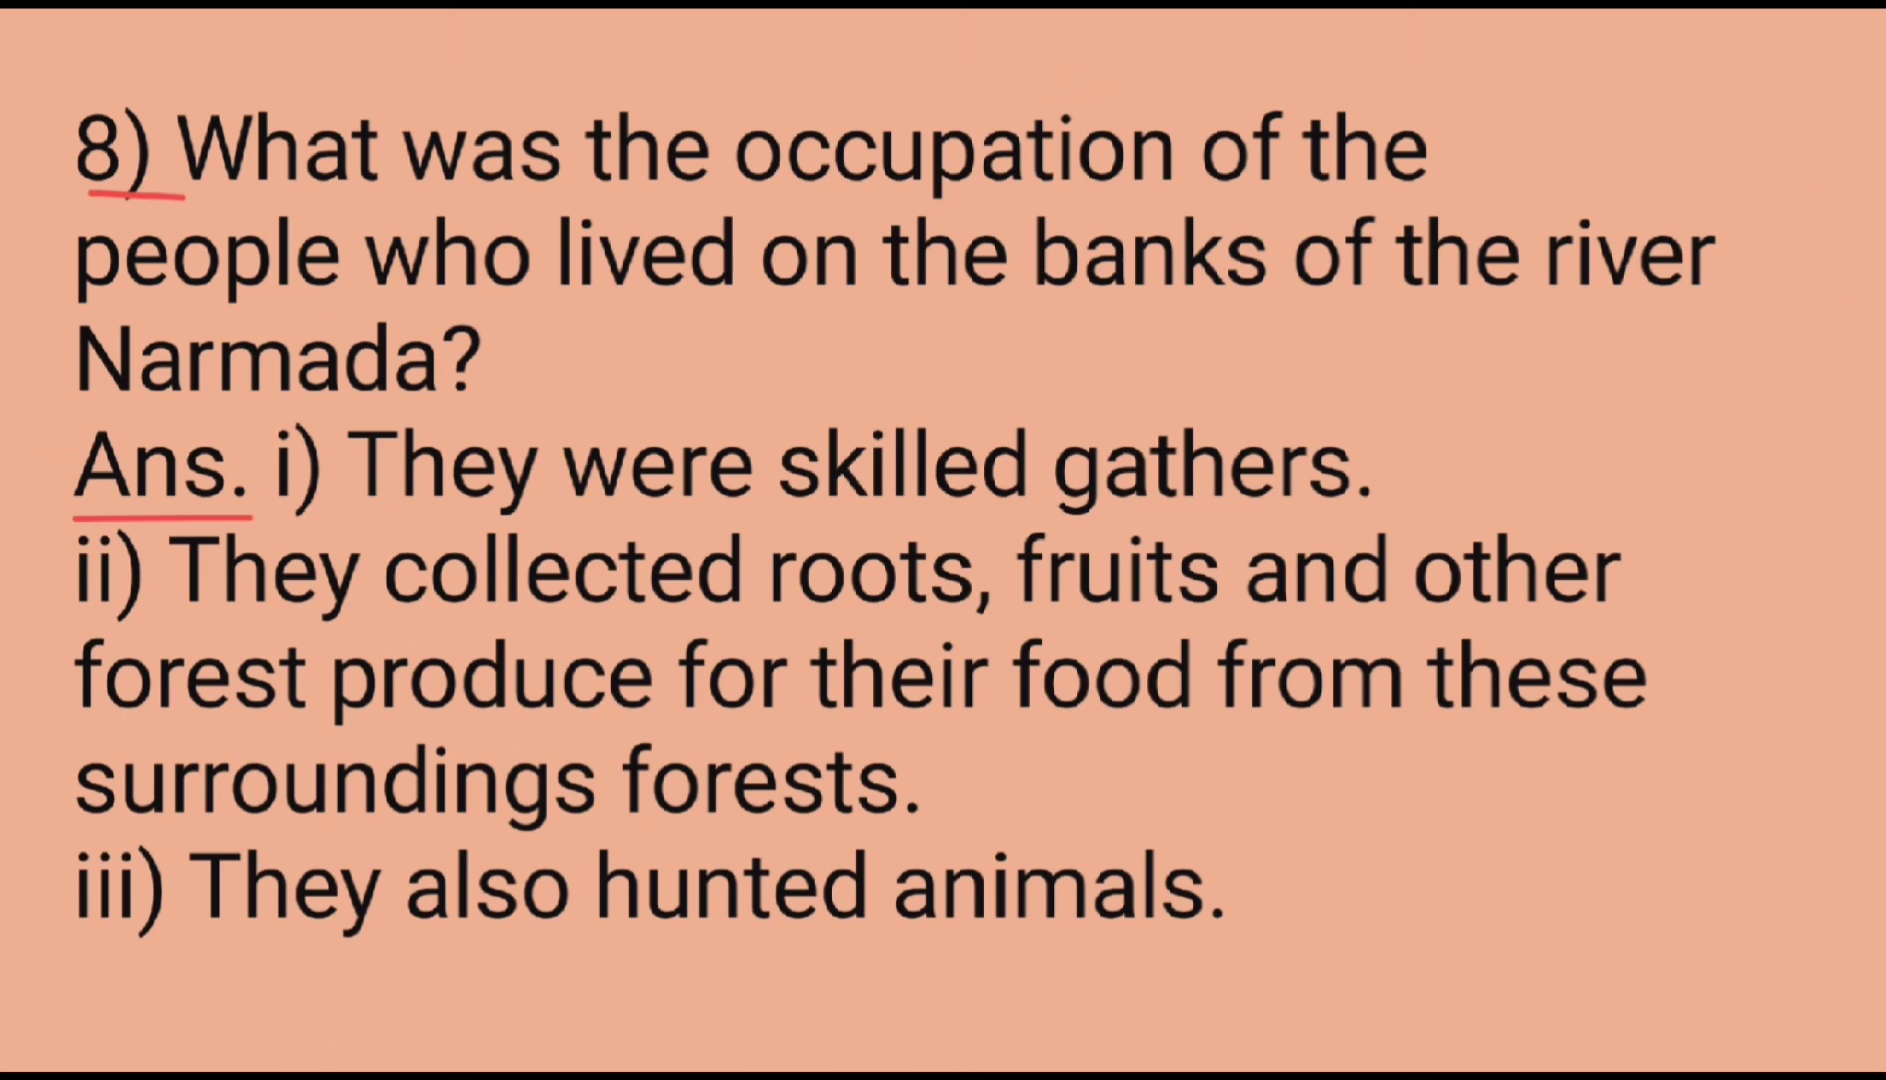 8) What was the occupation of the
people who lived on the banks of the river
Narmada?
Ans. i) They were skilled gathers.
ii) They collected roots, fruits and other
forest produce for their food from these
surroundings forests.
iii) They also hunted animals.